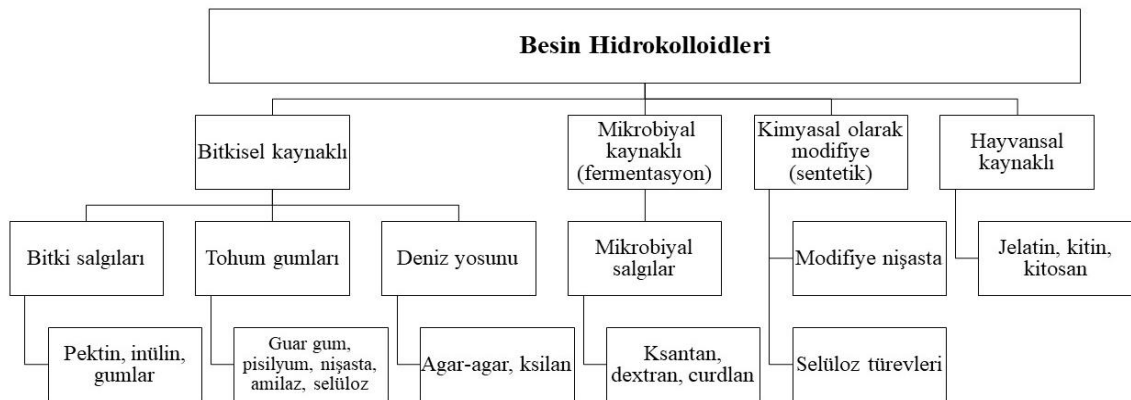 Besin Hidrokolloidleri
Bitkisel kaynaklı
Mikrobiyal
kaynaklı
(fermentasyon)
Kimyasal olarak
modifiye
(sentetik)
Hayvansal
kaynaklı
Bitki salgıları
Tohum gumları
Deniz yosunu
Mikrobiyal
salgılar
Modifiye nişasta
Jelatin, kitin,
kitosan
Pektin, inülin,
gumlar
Guar gum,
pisilyum, nişasta,
amilaz, selüloz
Agar-agar, ksilan
Ksantan,
dextran, curdlan
Selüloz türevleri